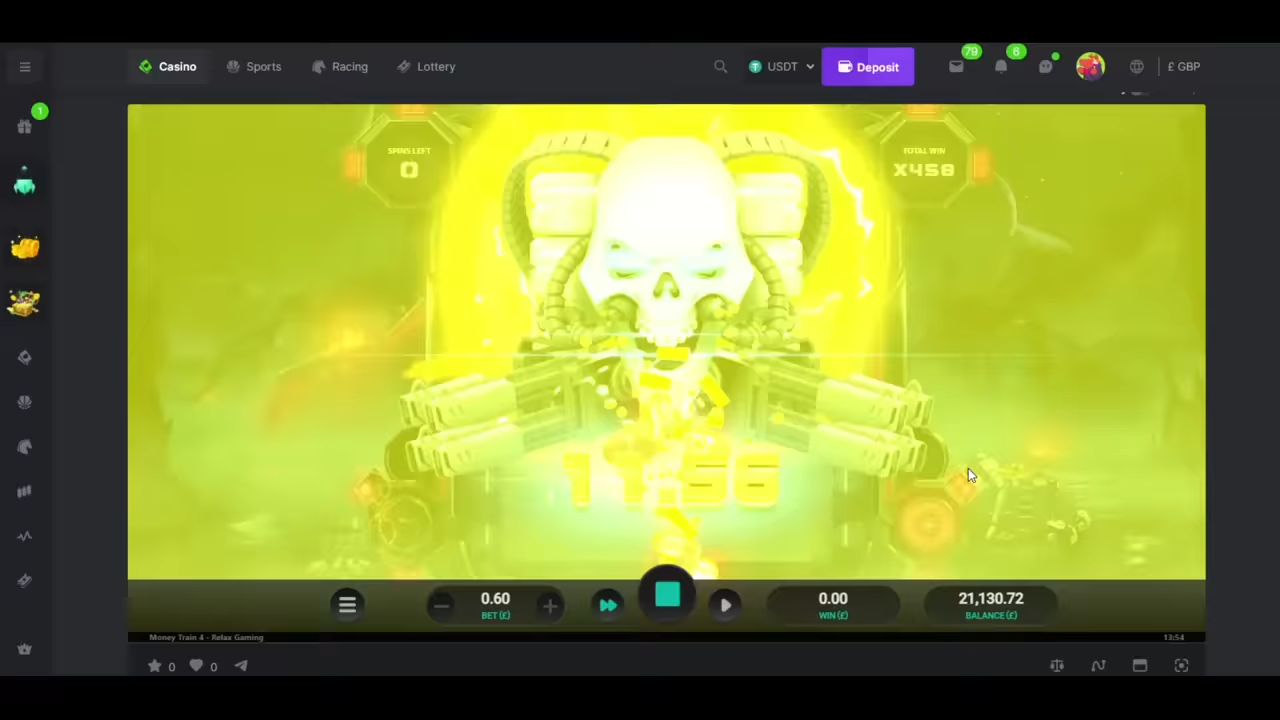 Casino
Sports
Racing
Lottery
USDT
Deposit
79
6
£ GBP
1
SPINS LEFT
0
TOTAL WIN
X458
0.60
BET (£)
0.00
WIN (£)
21,130.72
BALANCE (£)
Money Train 4 - Relax Gaming
13:54
0
0